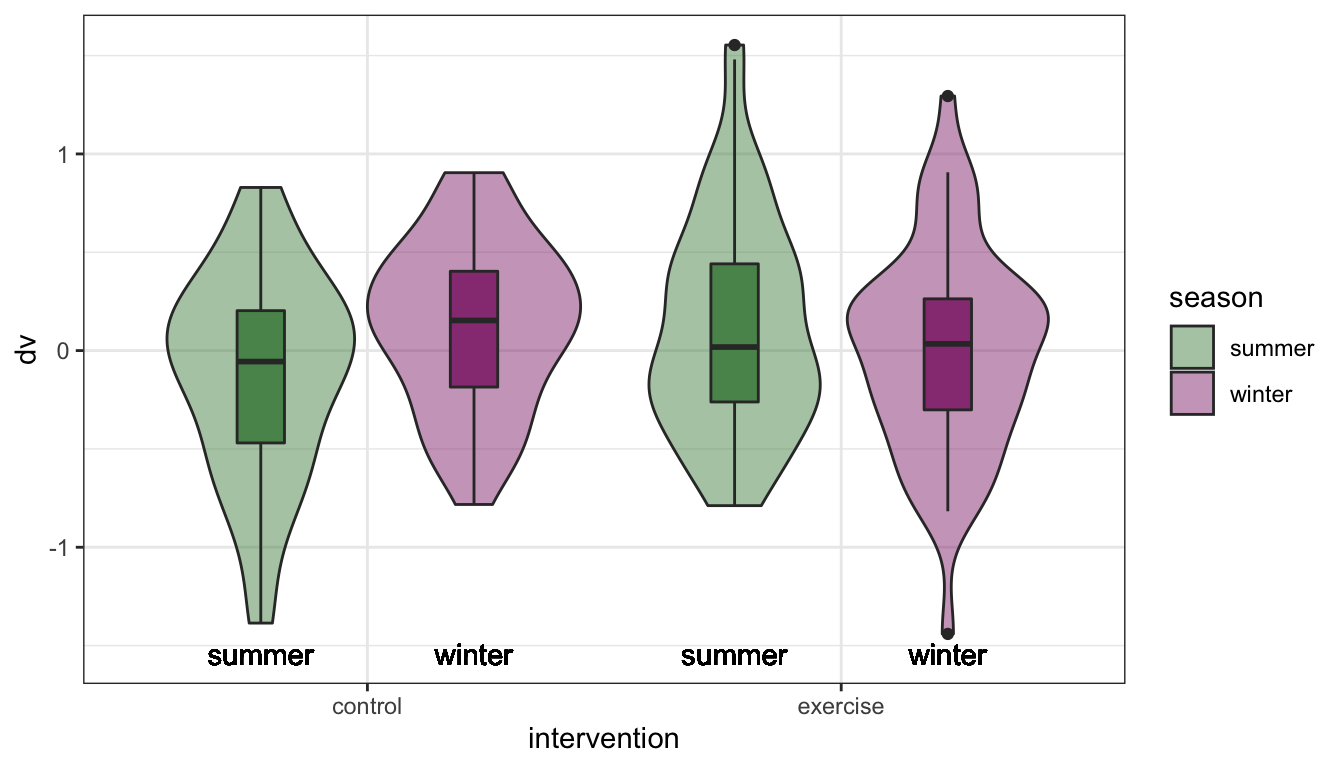 dv
1
0
-1
summer winter summer winter
control exercise
intervention
season
summer
winter